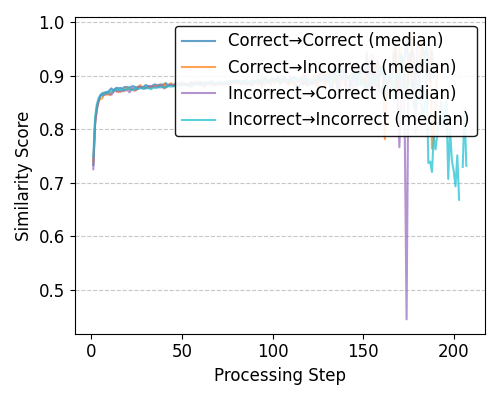 1.0
0.9
0.8
0.7
0.6
0.5
Similarity Score
Correct→Correct (median)
Correct→Incorrect (median)
Incorrect→Correct (median)
Incorrect→Incorrect (median)
0 50 100 150 200
Processing Step